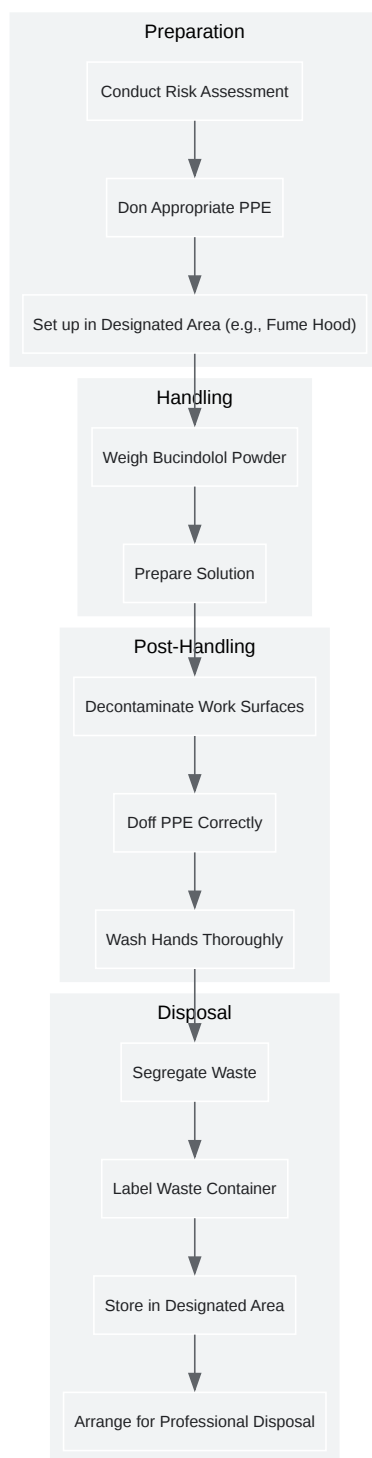 Preparation
Conduct Risk Assessment
Don Appropriate PPE
Set up in Designated Area (e.g., Fume Hood)
Handling
Weigh Bucindolol Powder
Prepare Solution
Post-Handling
Decontaminate Work Surfaces
Doff PPE Correctly
Wash Hands Thoroughly
Disposal
Segregate Waste
Label Waste Container
Store in Designated Area
Arrange for Professional Disposal